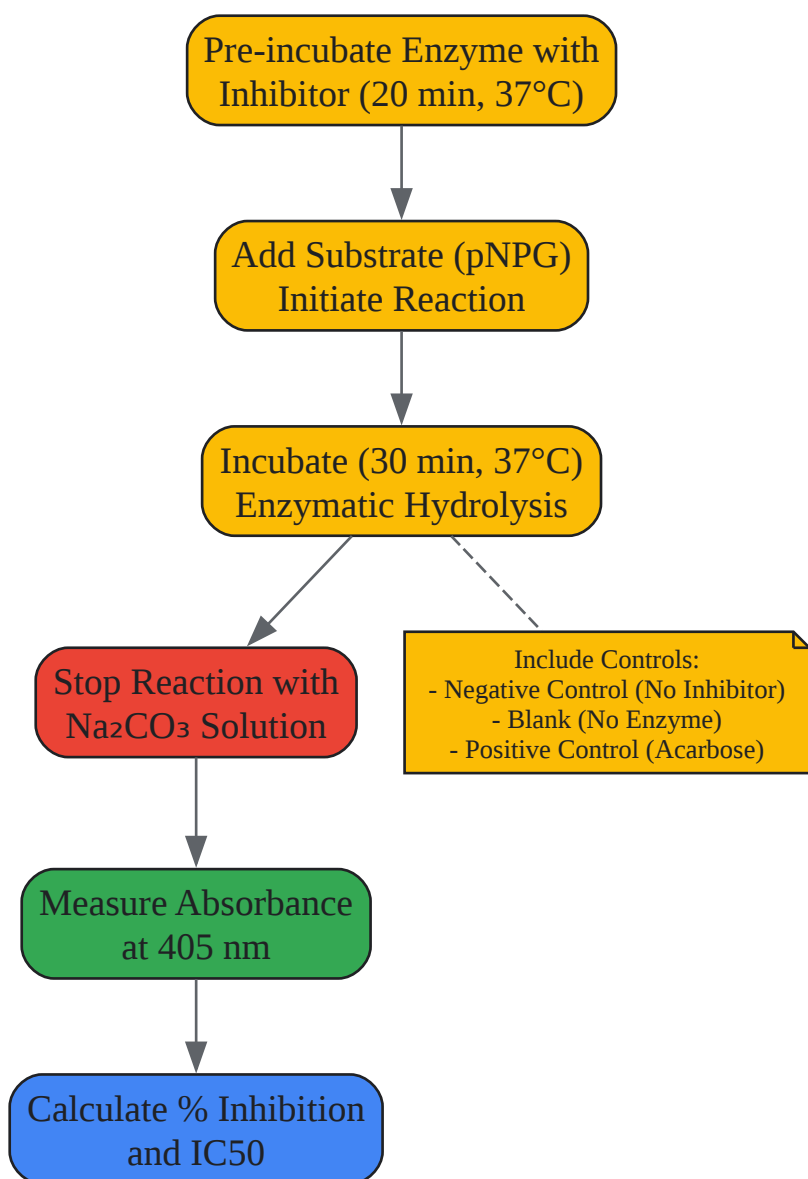 Pre-incubate Enzyme with
Inhibitor (20 min, 37°C)
Add Substrate (pNPG)
Initiate Reaction
Incubate (30 min, 37°C)
Enzymatic Hydrolysis
Stop Reaction with
Na₂CO₃ Solution
Include Controls:
- Negative Control (No Inhibitor)
- Blank (No Enzyme)
- Positive Control (Acarbose)
Measure Absorbance
at 405 nm
Calculate % Inhibition
and IC50